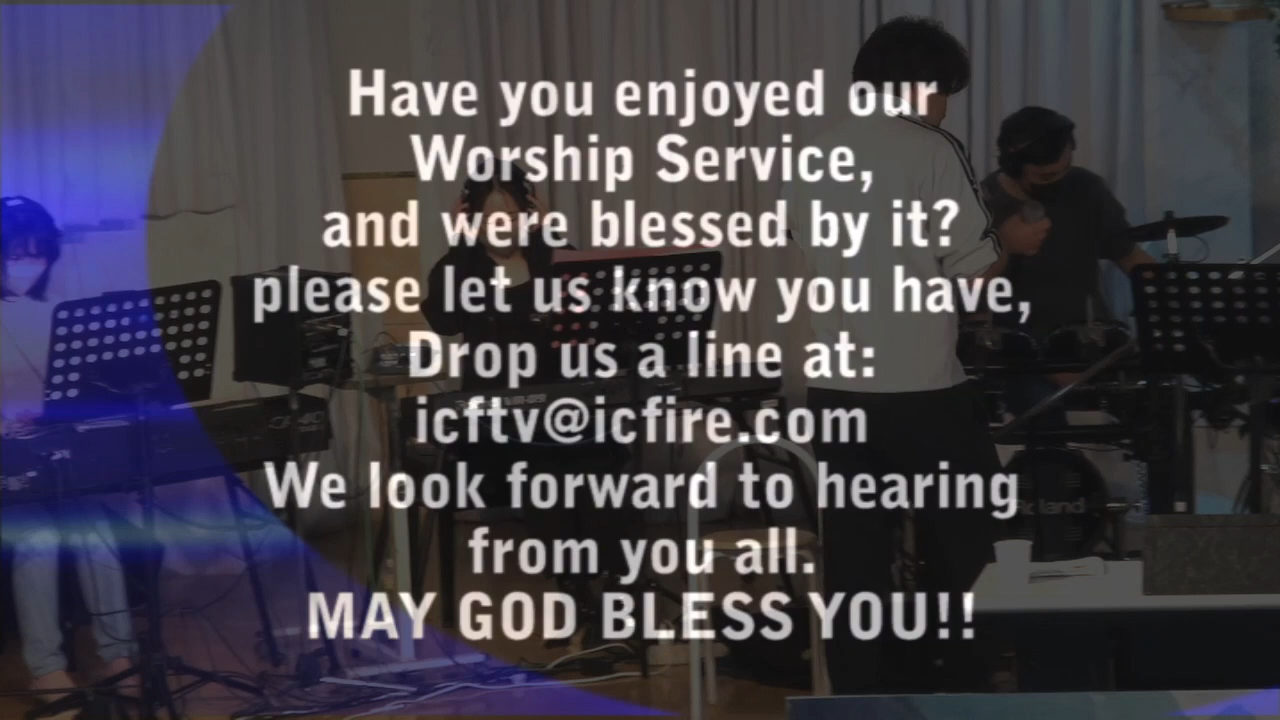 Have you enjoyed our
Worship Service,
and were blessed by it?
please let us know you have,
Drop us a line at:
icftv@icfire.com
We look forward to hearing
from you all.
MAY GOD BLESS YOU!!